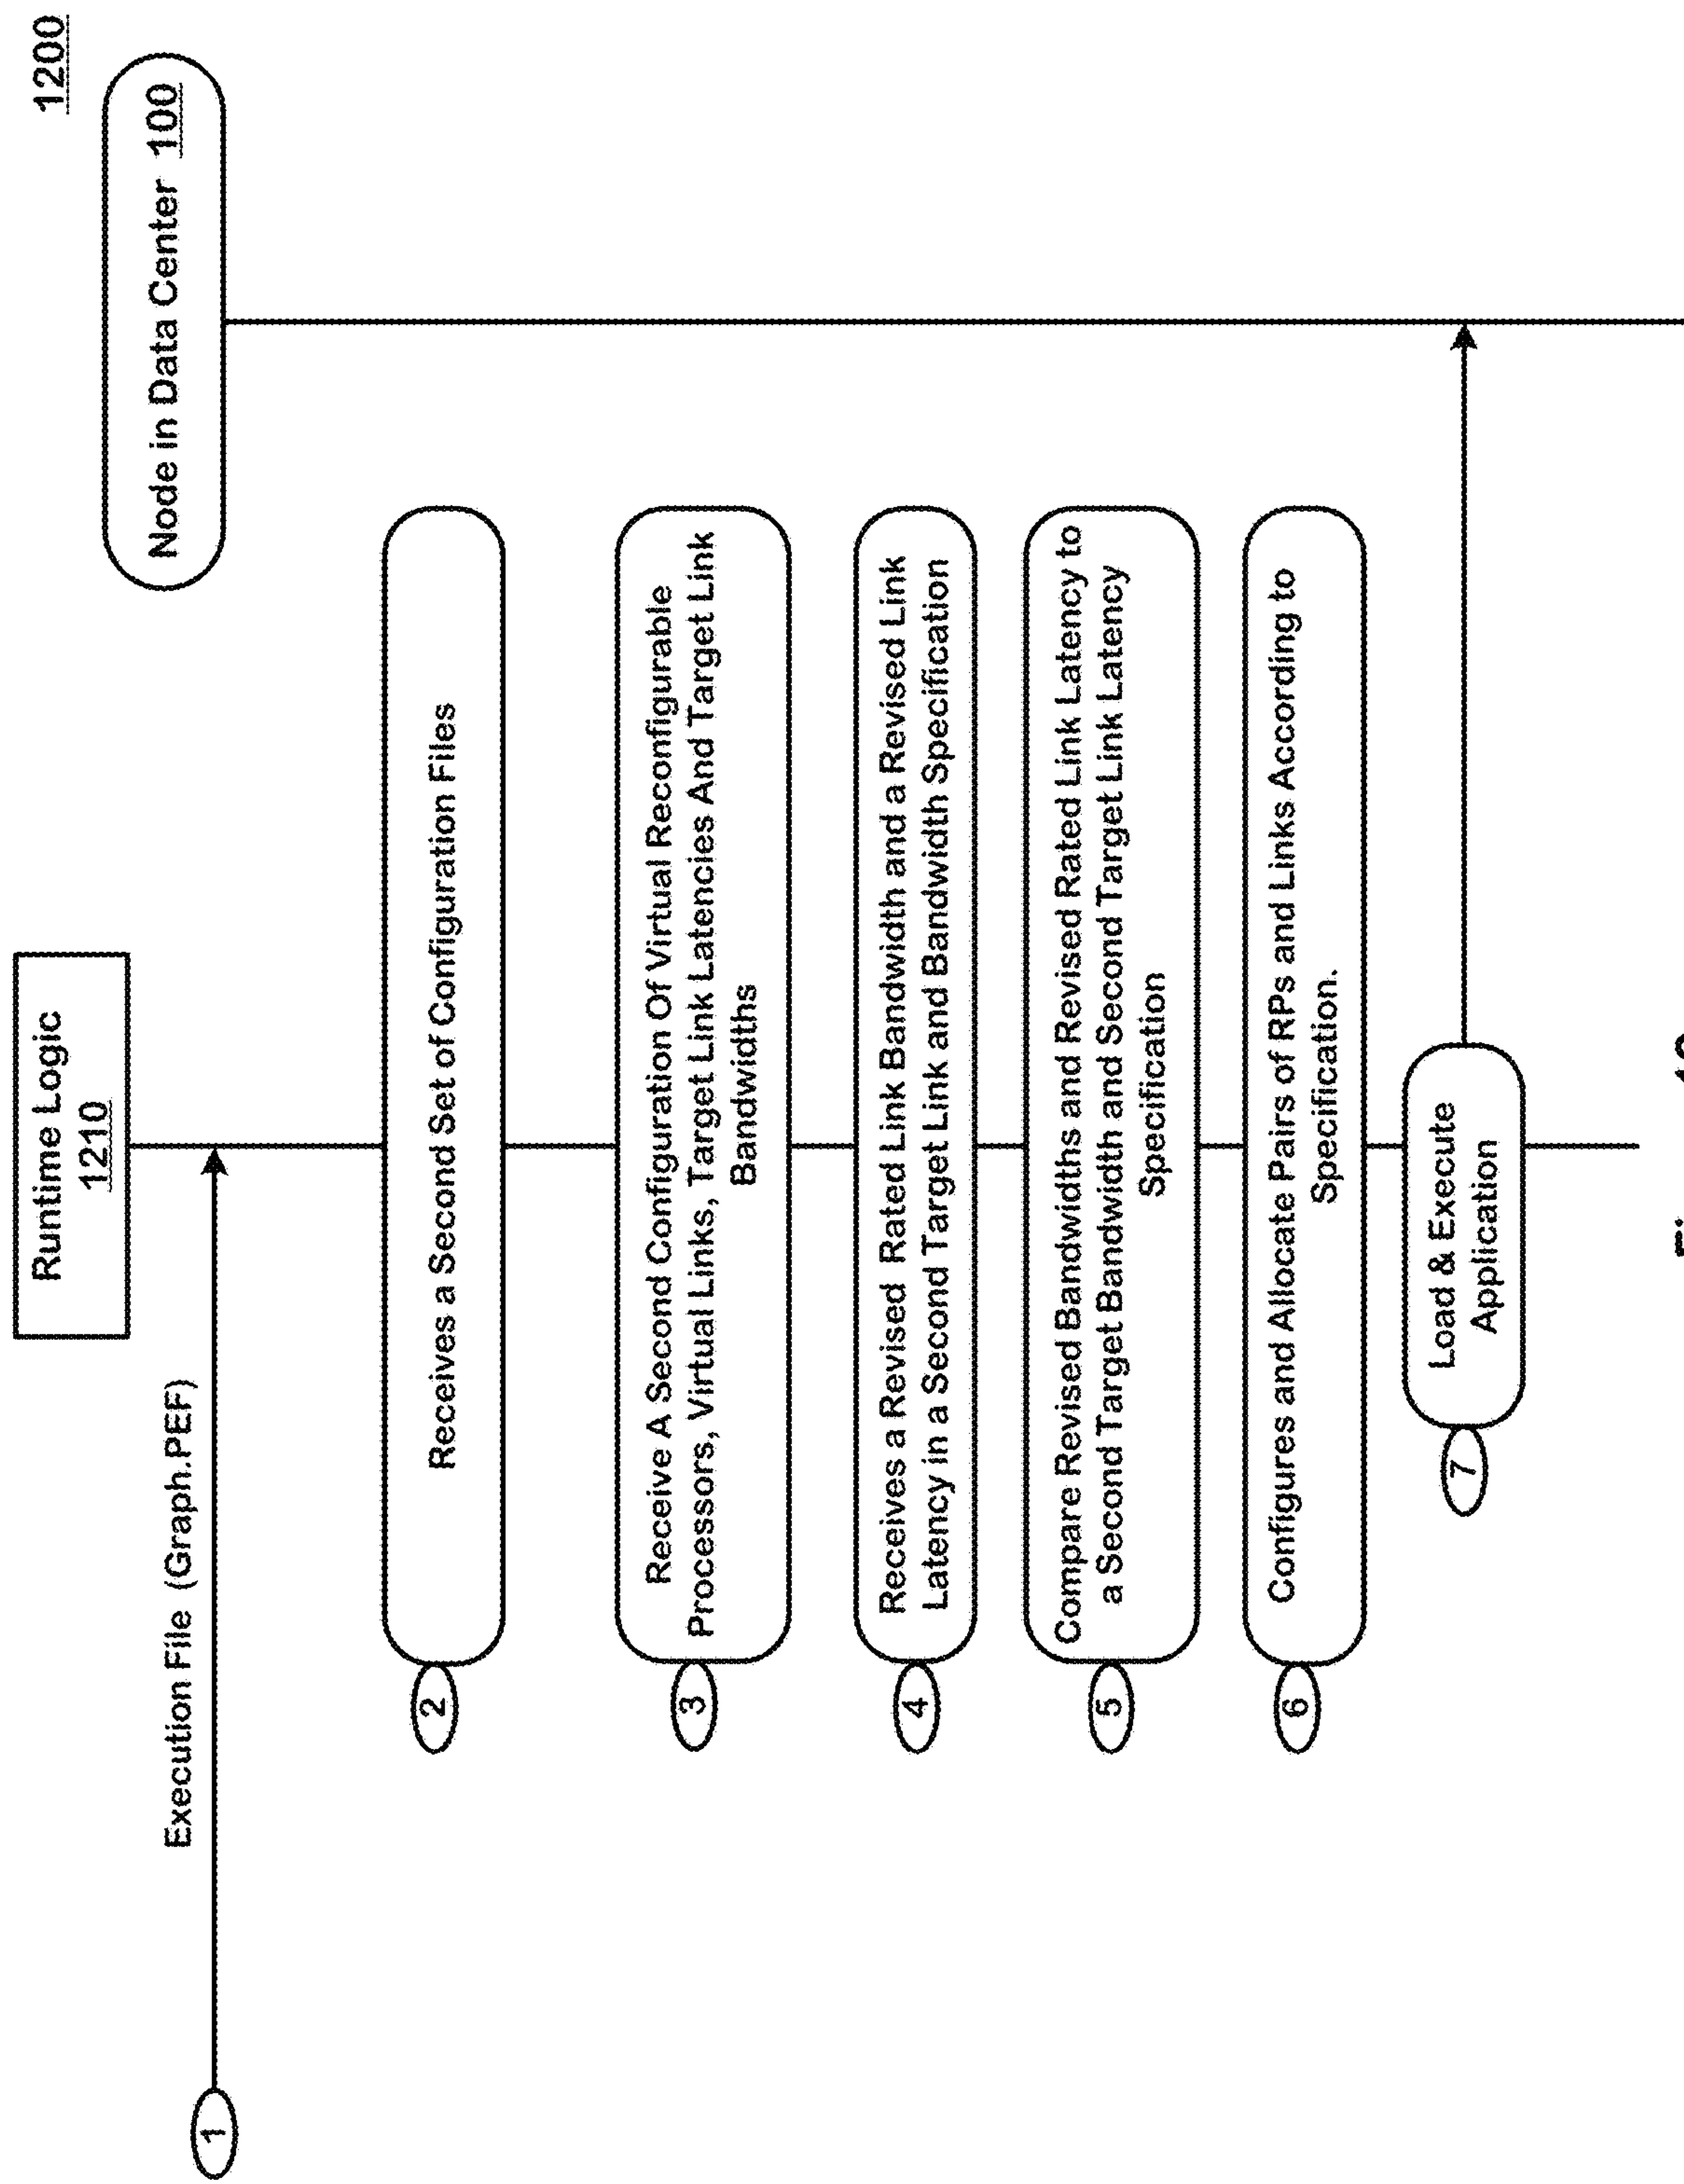 1200
Runtime Logic
1210
Node in Data Center 100
Execution File (Graph.PEF)
1
2
Receives a Second Set of Configuration Files
3
Receive A Second Configuration Of Virtual Reconfigurable
Processors, Virtual Links, Target Link Latencies And Target Link
Bandwidths
4
Receives a Revised Rated Link Bandwidth and a Revised Link
Latency in a Second Target Link and Bandwidth Specification
5
Compare Revised Bandwidths and Revised Rated Link Latency to
a Second Target Bandwidth and Second Target Link Latency
Specification
6
Configures and Allocate Pairs of RPs and Links According to
Specification.
7
Load & Execute
Application